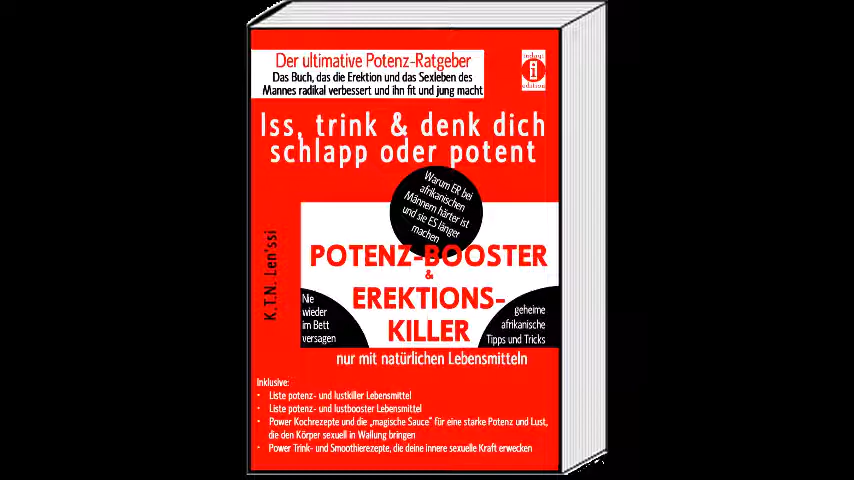 Der ultimative Potenz-Ratgeber
Das Buch, das die Erektion und das Sexleben des
Mannes radikal verbessert und ihn fit und jung macht
indayi
i
edition
Iss, trink & denk dich
schlapp oder potent
Warum ER bei
afrikanischen
Männern härter ist
und sie ES länger
machen
K.T.N. Len'ssi
POTENZ-BOOSTER
&
EREKTIONS-
KILLER
Nie
wieder
im Bett
versagen
geheime
afrikanische
Tipps und Tricks
nur mit natürlichen Lebensmitteln
Inklusive:
• Liste potenz- und lustkiller Lebensmittel
• Liste potenz- und lustbooster Lebensmittel
• Power Kochrezepte und die „magische Sauce" für eine starke Potenz und Lust,
die den Körper sexuell in Wallung bringen
• Power Trink- und Smoothierezepte, die deine innere sexuelle Kraft erwecken